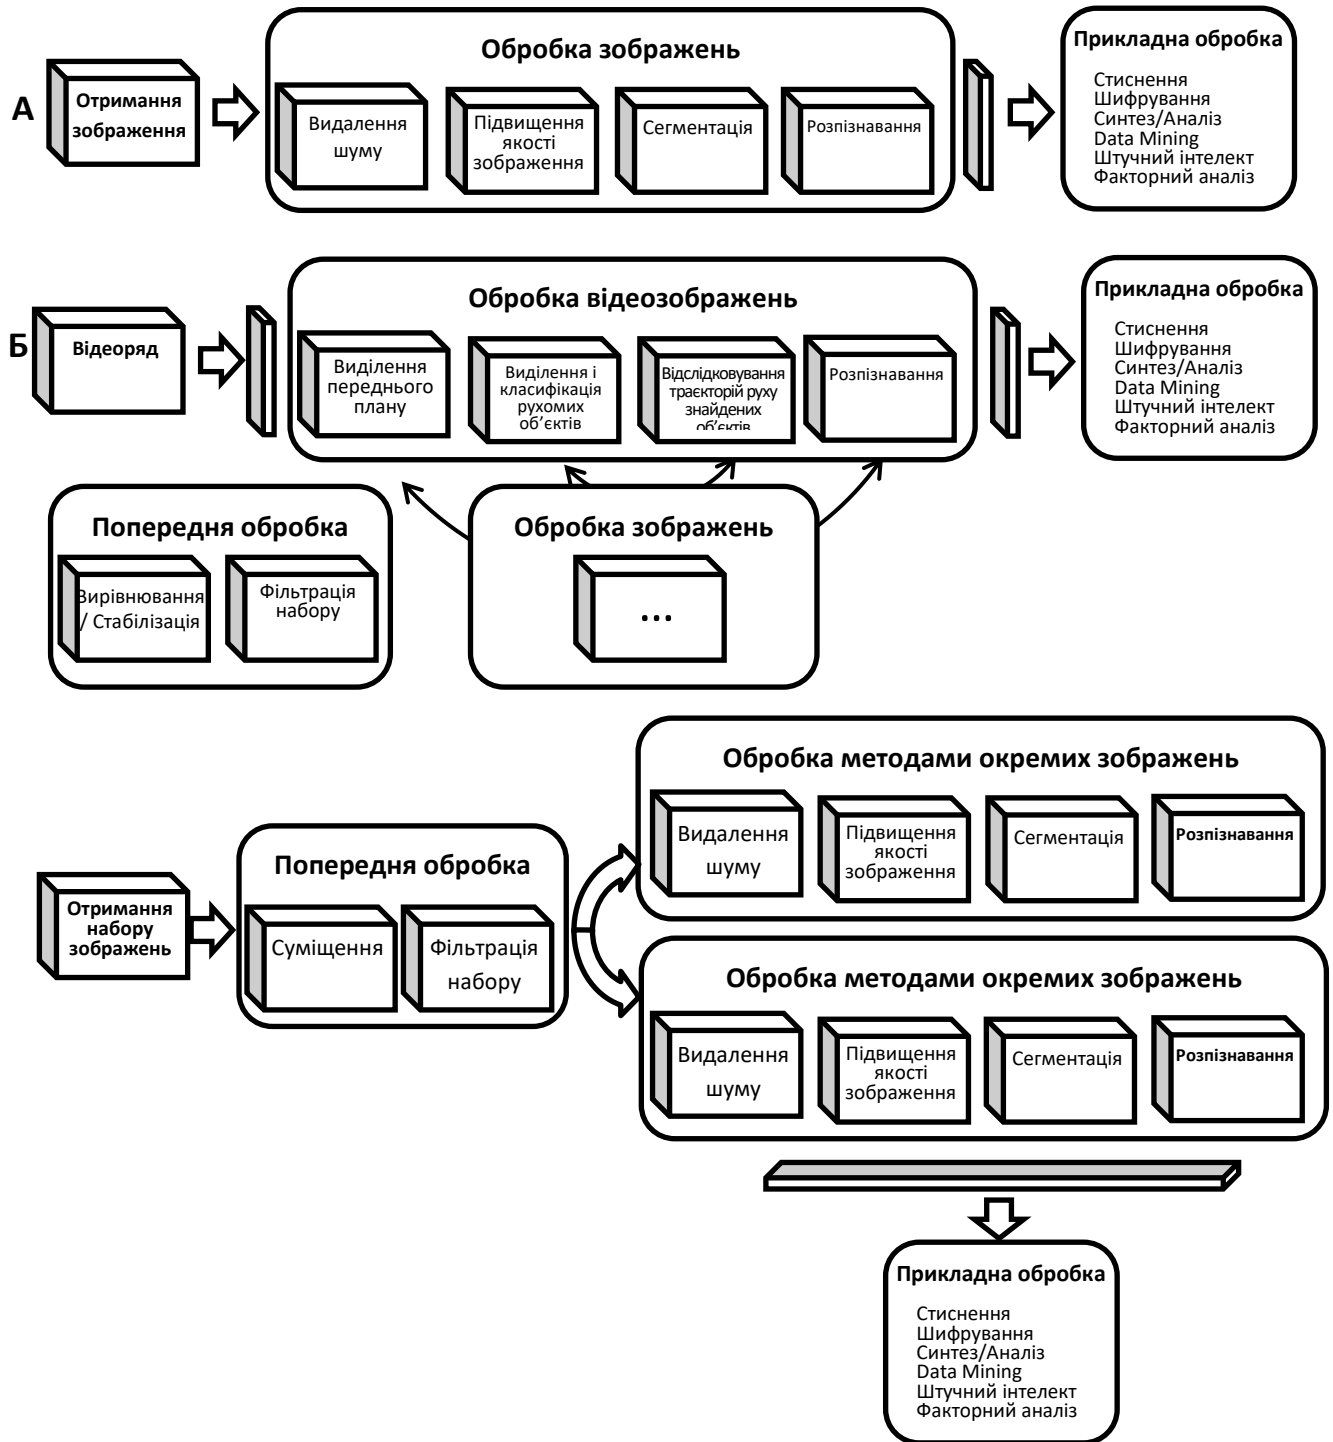 А
Отримання
зображення
Обробка зображень
Видалення
шуму
Підвищення
якості
зображення
Сегментація
Розпізнавання
Прикладна обробка
Стиснення
Шифрування
Синтез/Аналіз
Data Mining
Штучний інтелект
Факторний аналіз
Б
Відеоряд
Обробка відеозображень
Виділення
переднього
плану
Виділення і
класифікація
рухомих
об’єктів
Відслідковування
траєкторій руху
знайдених
об’єктів
Розпізнавання
Прикладна обробка
Стиснення
Шифрування
Синтез/Аналіз
Data Mining
Штучний інтелект
Факторний аналіз
Попередня обробка
Вирівнювання
/ Стабілізація
Фільтрація
набору
Обробка зображень
...
Отримання
набору
зображень
Попередня обробка
Суміщення
Фільтрація
набору
Обробка методами окремих зображень
Видалення
шуму
Підвищення
якості
зображення
Сегментація
Розпізнавання
Обробка методами окремих зображень
Видалення
шуму
Підвищення
якості
зображення
Сегментація
Розпізнавання
Прикладна обробка
Стиснення
Шифрування
Синтез/Аналіз
Data Mining
Штучний інтелект
Факторний аналіз